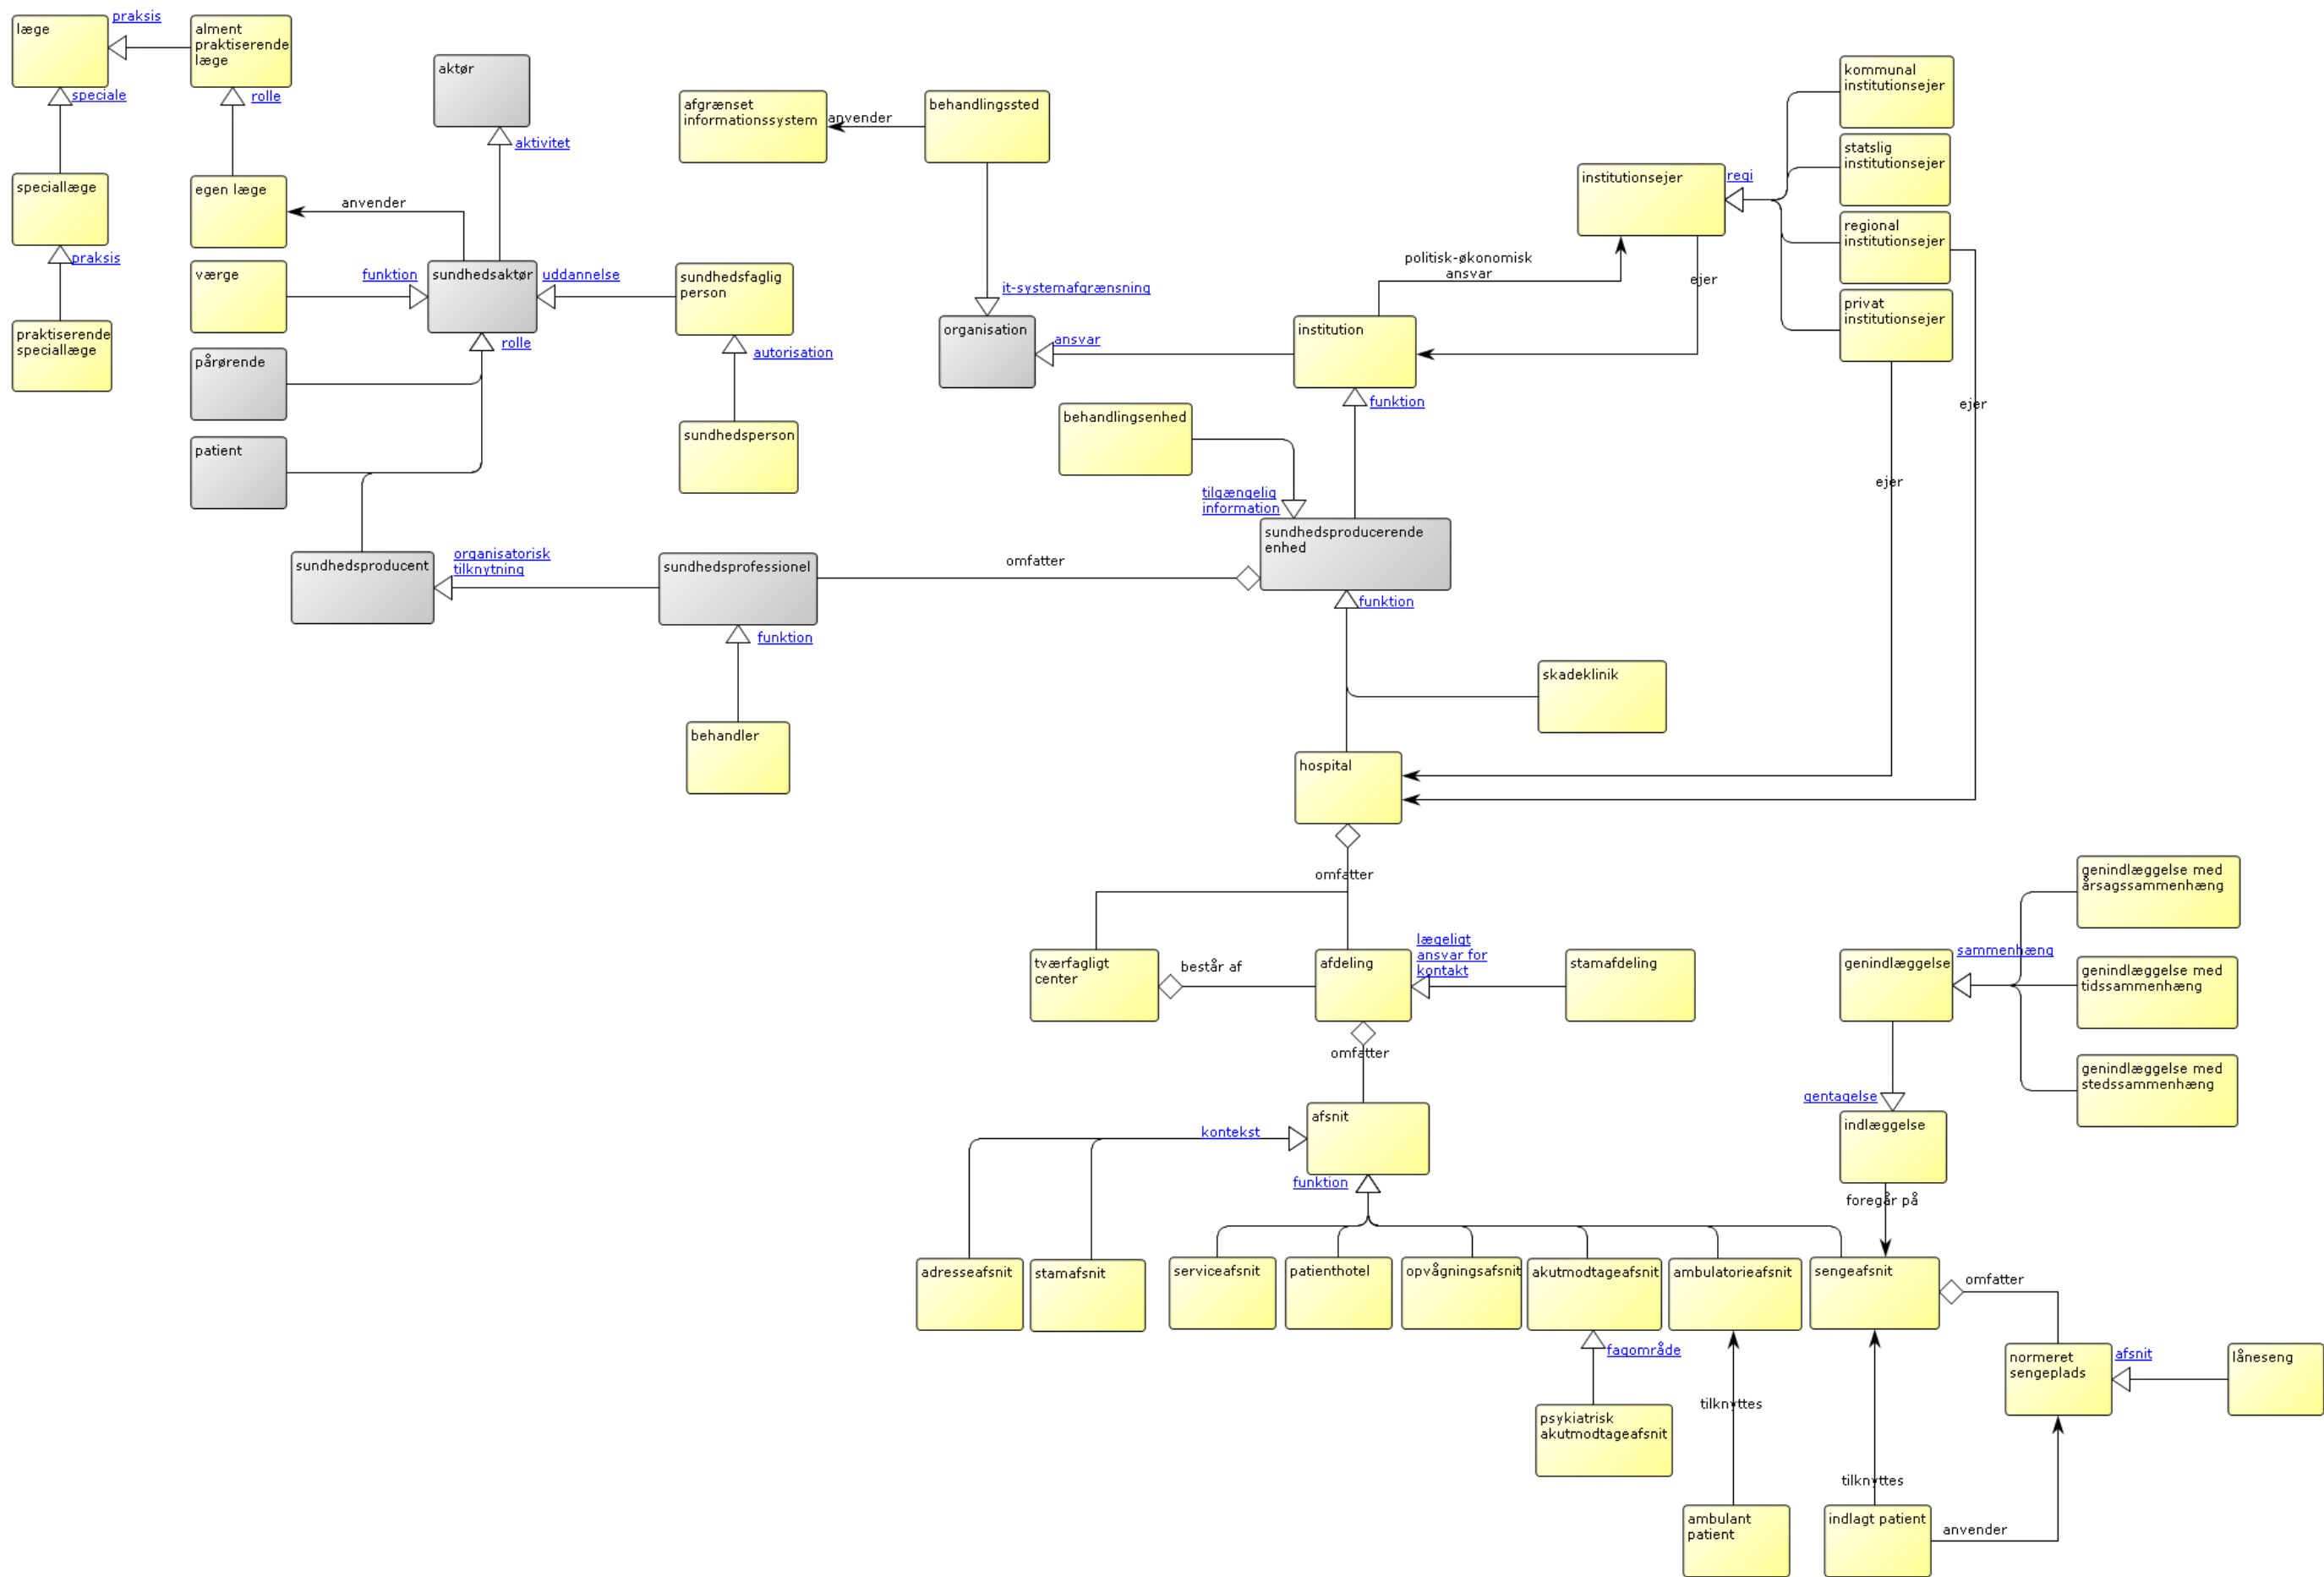 læge
praksis
alment
praktiserende
læge
speciale
rolle
aktør
aktivitet
afgrænset
informationssystem
anvender
behandlingssted
kommunal
institutionsejer
statslig
institutionsejer
regional
institutionsejer
privat
institutionsejer
institutionsejer
regi
speciallæge
praksis
praktiserende
speciallæge
egen læge
anvender
værge
funktion
sundhedsaktør
uddannelse
sundhedsfaglig
person
rolle
autorisation
pårørende
patient
sundhedsperson
it-systemafgrænsning
organisation
ansvar
politisk-økonomisk
ansvar
ejer
institution
funktion
behandlingsenhed
tilgængelig
information
ejer
ejer
sundhedsproducerende
enhed
sundhedsproducent
organisatorisk
tilknytning
sundhedsprofessionel
omfatter
funktion
funktion
behandler
skadeklinik
hospital
omfatter
tværfagligt
center
består af
afdeling
lægeligt
ansvar for
kontakt
stamafdeling
omfatter
genindlæggelse
sammenhæng
genindlæggelse med
årsagssammenhæng
genindlæggelse med
tidssammenhæng
genindlæggelse med
stedssammenhæng
gentagelse
indlæggelse
foregår på
afsnit
kontekst
funktion
adresseafsnit
stamafsnit
serviceafsnit
patienthotel
opvågningsafsnit
akutmodtageafsnit
ambulatorieafsnit
sengeafsnit
omfatter
fagområde
psykiatrisk
akutmodtageafsnit
tilknyttes
tilknyttes
normeret
sengeplads
afsnit
låneseng
ambulant
patient
indlagt patient
anvender